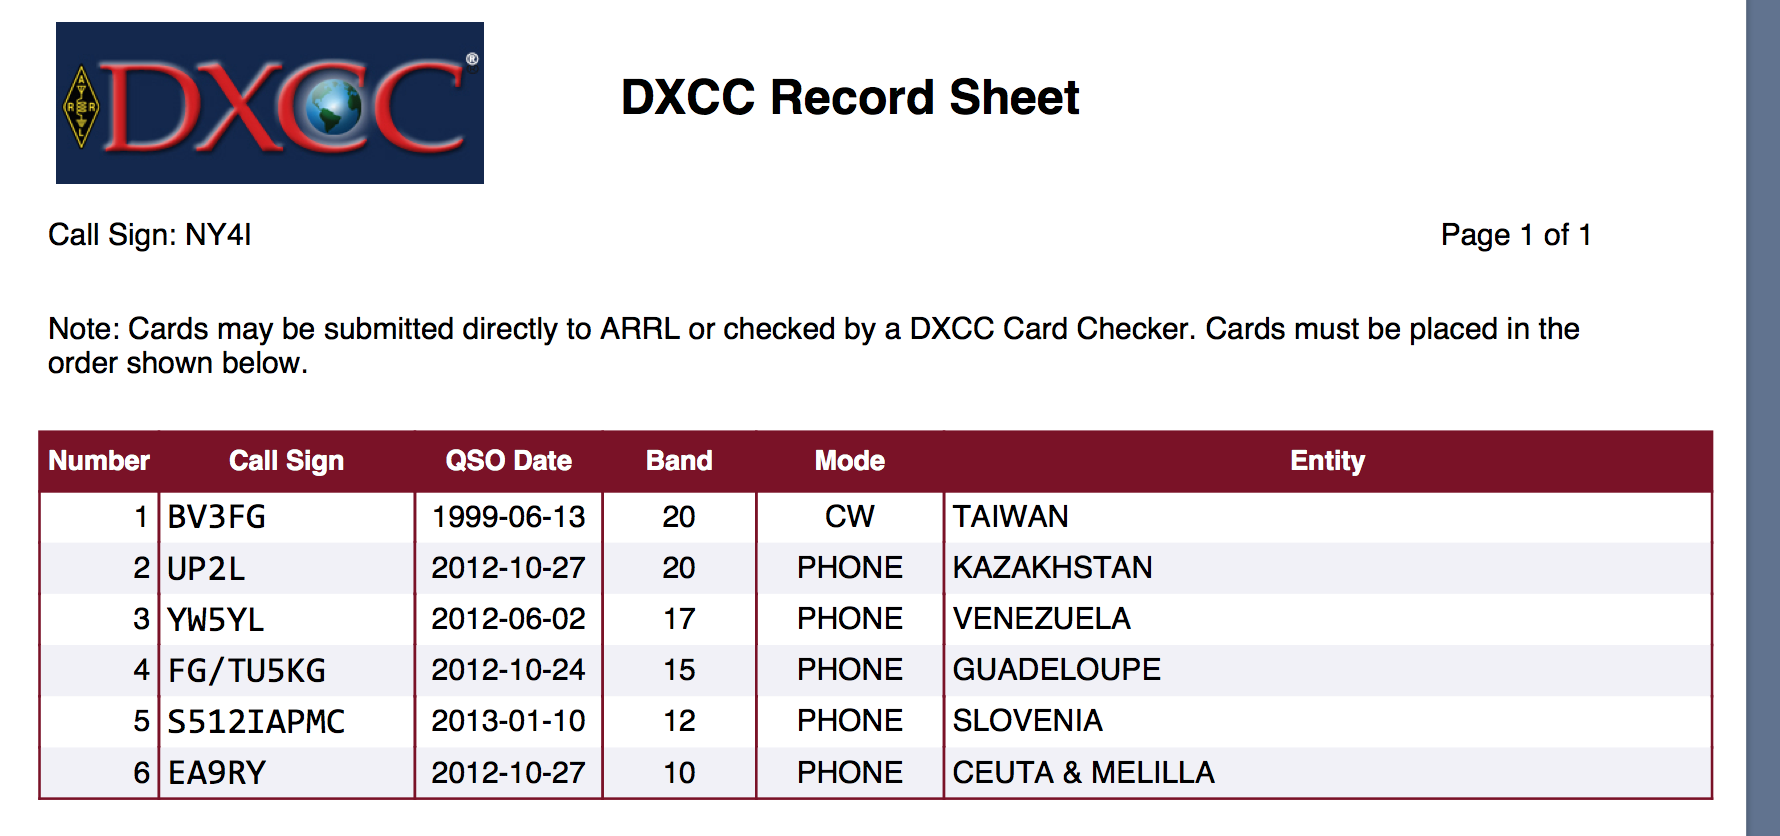 DXCC®
ARRL
DXCC Record Sheet
Call Sign: NY4I Page 1 of 1
Note: Cards may be submitted directly to ARRL or checked by a DXCC Card Checker. Cards must be placed in the
order shown below.
Number Call Sign QSO Date Band Mode Entity
1 BV3FG 1999-06-13 20 CW TAIWAN
2 UP2L 2012-10-27 20 PHONE KAZAKHSTAN
3 YW5YL 2012-06-02 17 PHONE VENEZUELA
4 FG/TU5KG 2012-10-24 15 PHONE GUADELOUPE
5 S512IAPMC 2013-01-10 12 PHONE SLOVENIA
6 EA9RY 2012-10-27 10 PHONE CEUTA & MELILLA